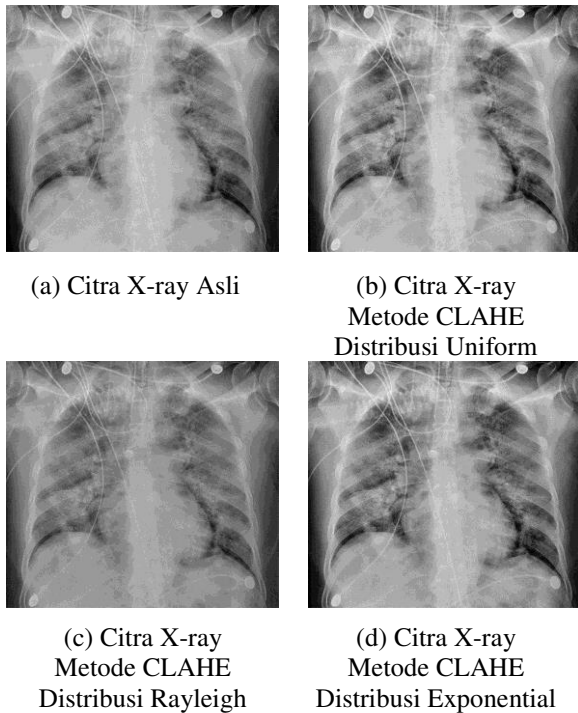 (a) Citra X-ray Asli
(b) Citra X-ray
Metode CLAHE
Distribusi Uniform
(c) Citra X-ray
Metode CLAHE
Distribusi Rayleigh
(d) Citra X-ray
Metode CLAHE
Distribusi Exponential